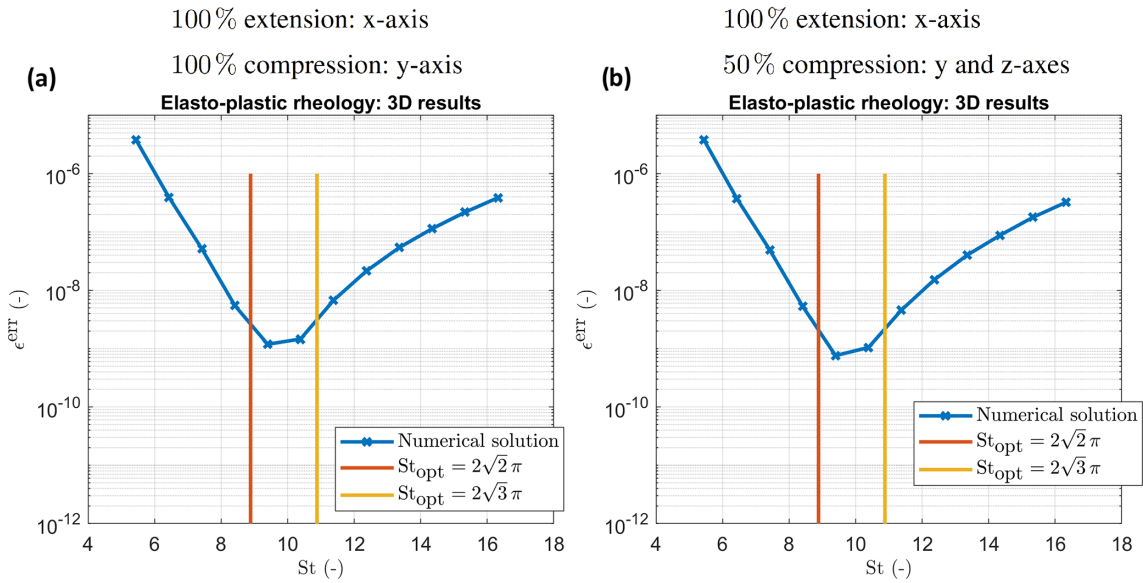 100 % extension: x-axis
100 % compression: y-axis
(a)
Elasto-plastic rheology: 3D results
10^-6
10^-8
10^-10
10^-12
ϵ^err (-)
4 6 8 10 12 14 16 18
St (-)
Numerical solution
St_opt = 2√2 π
St_opt = 2√3 π
100 % extension: x-axis
50 % compression: y and z-axes
(b)
Elasto-plastic rheology: 3D results
10^-6
10^-8
10^-10
10^-12
ϵ^err (-)
4 6 8 10 12 14 16 18
St (-)
Numerical solution
St_opt = 2√2 π
St_opt = 2√3 π